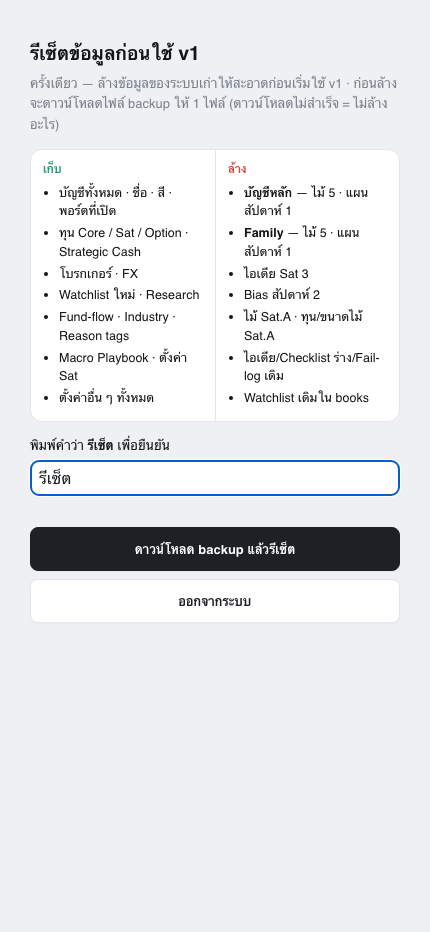 รีเซ็ตข้อมูลก่อนใช้ v1
ครั้งเดียว — ล้างข้อมูลของระบบเก่าให้สะอาดก่อนเริ่มใช้ v1 · ก่อนล้าง
จะดาวน์โหลดไฟล์ backup ให้ 1 ไฟล์ (ดาวน์โหลดไม่สำเร็จ = ไม่ล้าง
อะไร)
เก็บ
• บัญชีทั้งหมด · ชื่อ · สี ·
พอร์ตที่เปิด
• ทุน Core / Sat / Option ·
Strategic Cash
• โบรกเกอร์ · FX
• Watchlist ใหม่ · Research
• Fund-flow · Industry ·
Reason tags
• Macro Playbook · ตั้งค่า
Sat
• ตั้งค่าอื่น ๆ ทั้งหมด
ล้าง
• บัญชีหลัก — ไม้ 5 · แผน
สัปดาห์ 1
• Family — ไม้ 5 · แผน
สัปดาห์ 1
• ไอเดีย Sat 3
• Bias สัปดาห์ 2
• ไม้ Sat.A · ทุน/ขนาดไม้
Sat.A
• ไอเดีย/Checklist ร่าง/Fail-
log เดิม
• Watchlist เดิมใน books
พิมพ์คำว่า รีเซ็ต เพื่อยืนยัน
รีเซ็ต
ดาวน์โหลด backup แล้วรีเซ็ต
ออกจากระบบ